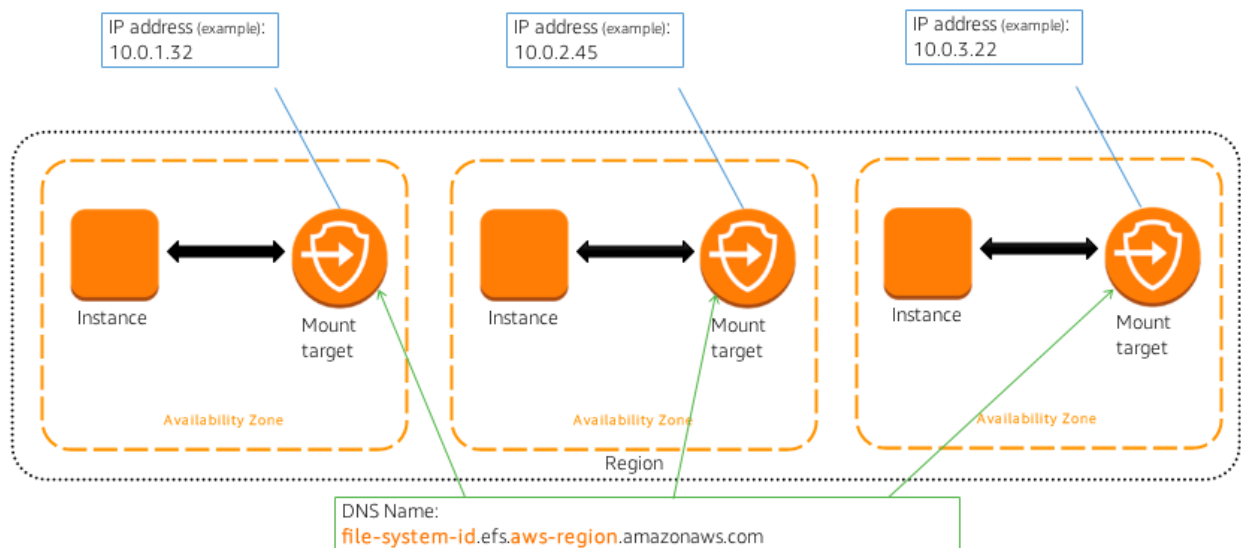 IP address (example):
10.0.1.32
IP address (example):
10.0.2.45
IP address (example):
10.0.3.22
Instance
Mount
target
Availability Zone
Instance
Mount
target
Availability Zone
Instance
Mount
target
Availability Zone
Region
DNS Name:
file-system-id.efs.aws-region.amazonaws.com